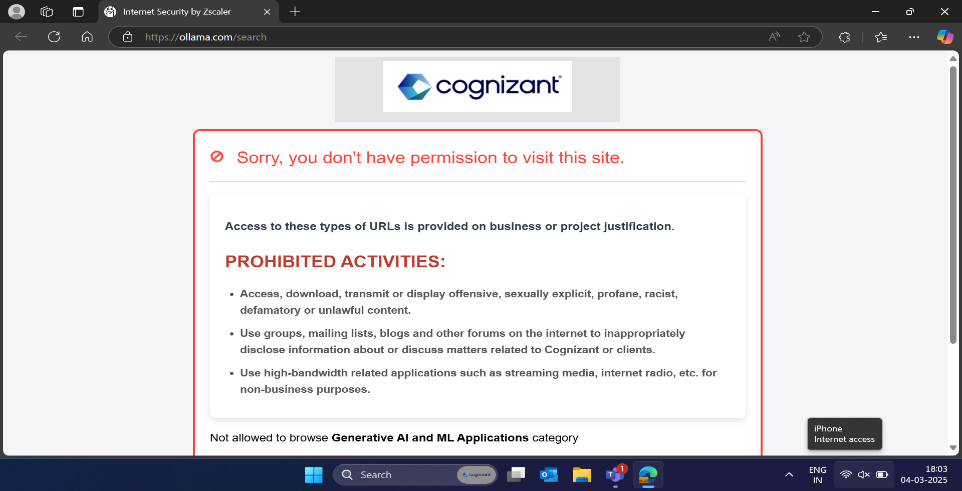 Internet Security by Zscaler
https://ollama.com/search
cognizant
Sorry, you don't have permission to visit this site.
Access to these types of URLs is provided on business or project justification.
PROHIBITED ACTIVITIES:
• Access, download, transmit or display offensive, sexually explicit, profane, racist,
defamatory or unlawful content.
• Use groups, mailing lists, blogs and other forums on the internet to inappropriately
disclose information about or discuss matters related to Cognizant or clients.
• Use high-bandwidth related applications such as streaming media, internet radio, etc. for
non-business purposes.
Not allowed to browse Generative AI and ML Applications category
iPhone
Internet access
Search
cognizant
1
ENG
IN
18:03
04-03-2025